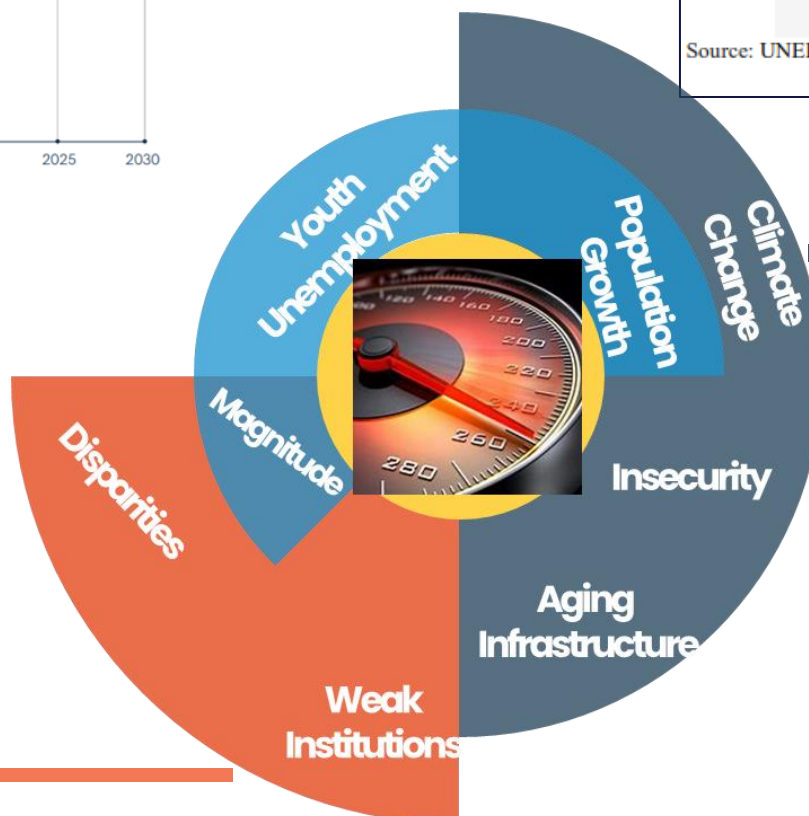 Source: UNE
2025 2030
Youth
Unemployment
Population
Growth
Climate
Change
120 140 160
180
200
220
240
260
280
Magnitude
Disparities
Insecurity
Aging
Infrastructure
Weak
Institutions